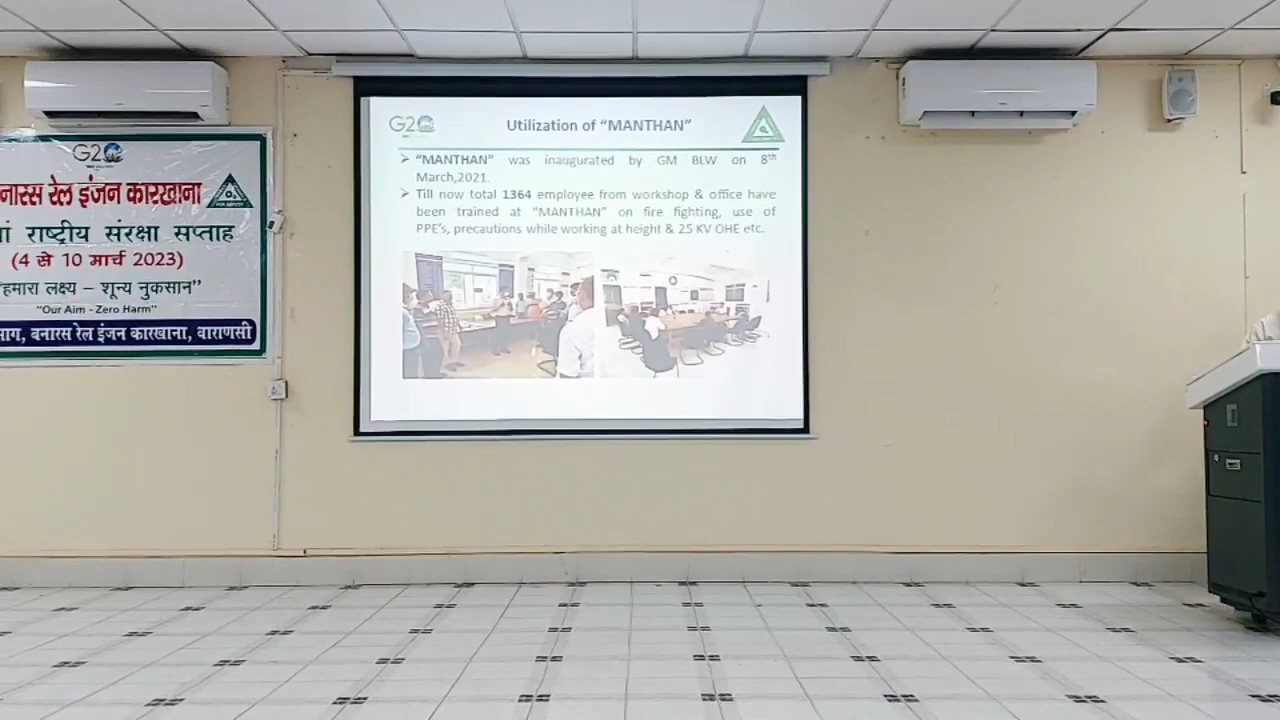 G20
नारस रेल इंजन कारखाना
वां राष्ट्रीय संरक्षा सप्ताह
(4 से 10 मार्च 2023)
"हमारा लक्ष्य – शून्य नुकसान"
"Our Aim - Zero Harm"
भाग, बनारस रेल इंजन कारखाना, वाराणसी
G20
Utilization of "MANTHAN"
➢ "MANTHAN" was inaugurated by GM BLW on 8th
March,2021.
➢ Till now total 1364 employee from workshop & office have
been trained at "MANTHAN" on fire fighting, use of
PPE's, precautions while working at height & 25 KV OHE etc.